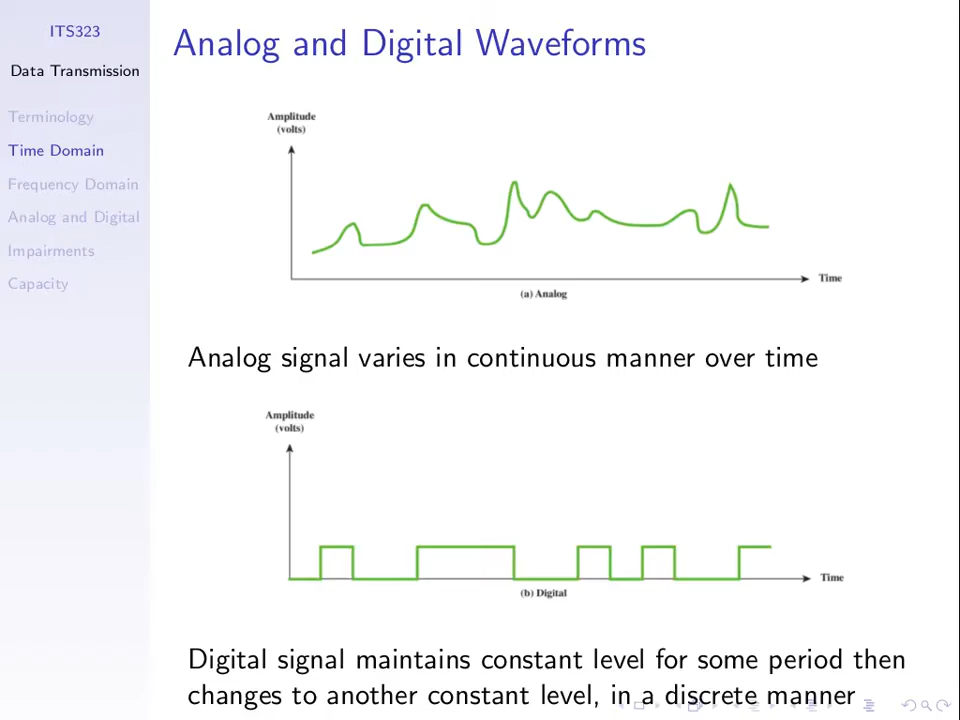 ITS323
Data Transmission
Terminology
Time Domain
Frequency Domain
Analog and Digital
Impairments
Capacity
Analog and Digital Waveforms
Amplitude
(volts)
Time
(a) Analog
Analog signal varies in continuous manner over time
Amplitude
(volts)
Time
(b) Digital
Digital signal maintains constant level for some period then
changes to another constant level, in a discrete manner